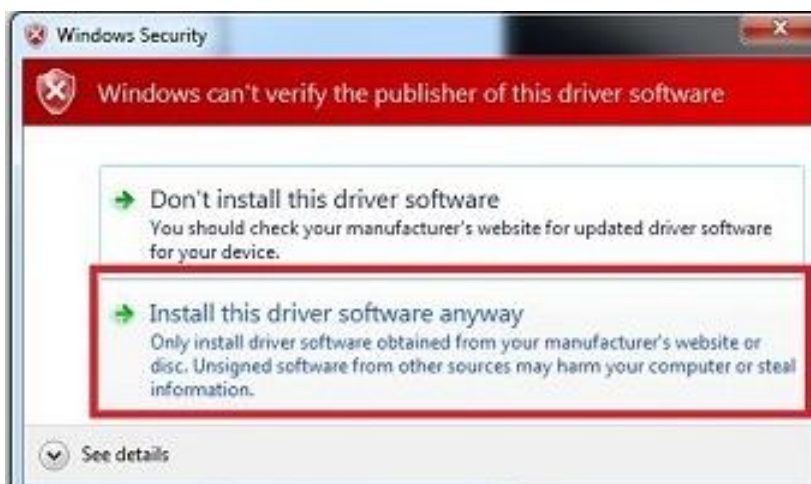 Windows Security
Windows can't verify the publisher of this driver software
Don't install this driver software
You should check your manufacturer's website for updated driver software
for your device.
Install this driver software anyway
Only install driver software obtained from your manufacturer's website or
disc. Unsigned software from other sources may harm your computer or steal
information.
See details